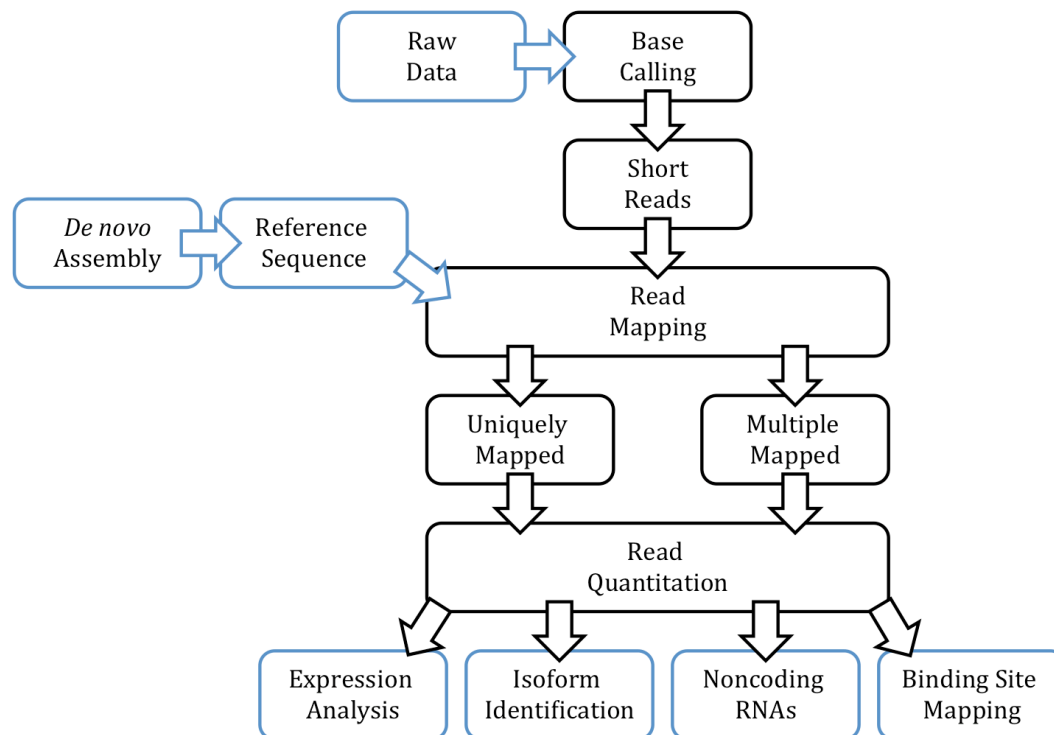 Raw
Data
Base
Calling
Short
Reads
De novo
Assembly
Reference
Sequence
Read
Mapping
Uniquely
Mapped
Multiple
Mapped
Read
Quantitation
Expression
Analysis
Isoform
Identification
Noncoding
RNAs
Binding Site
Mapping